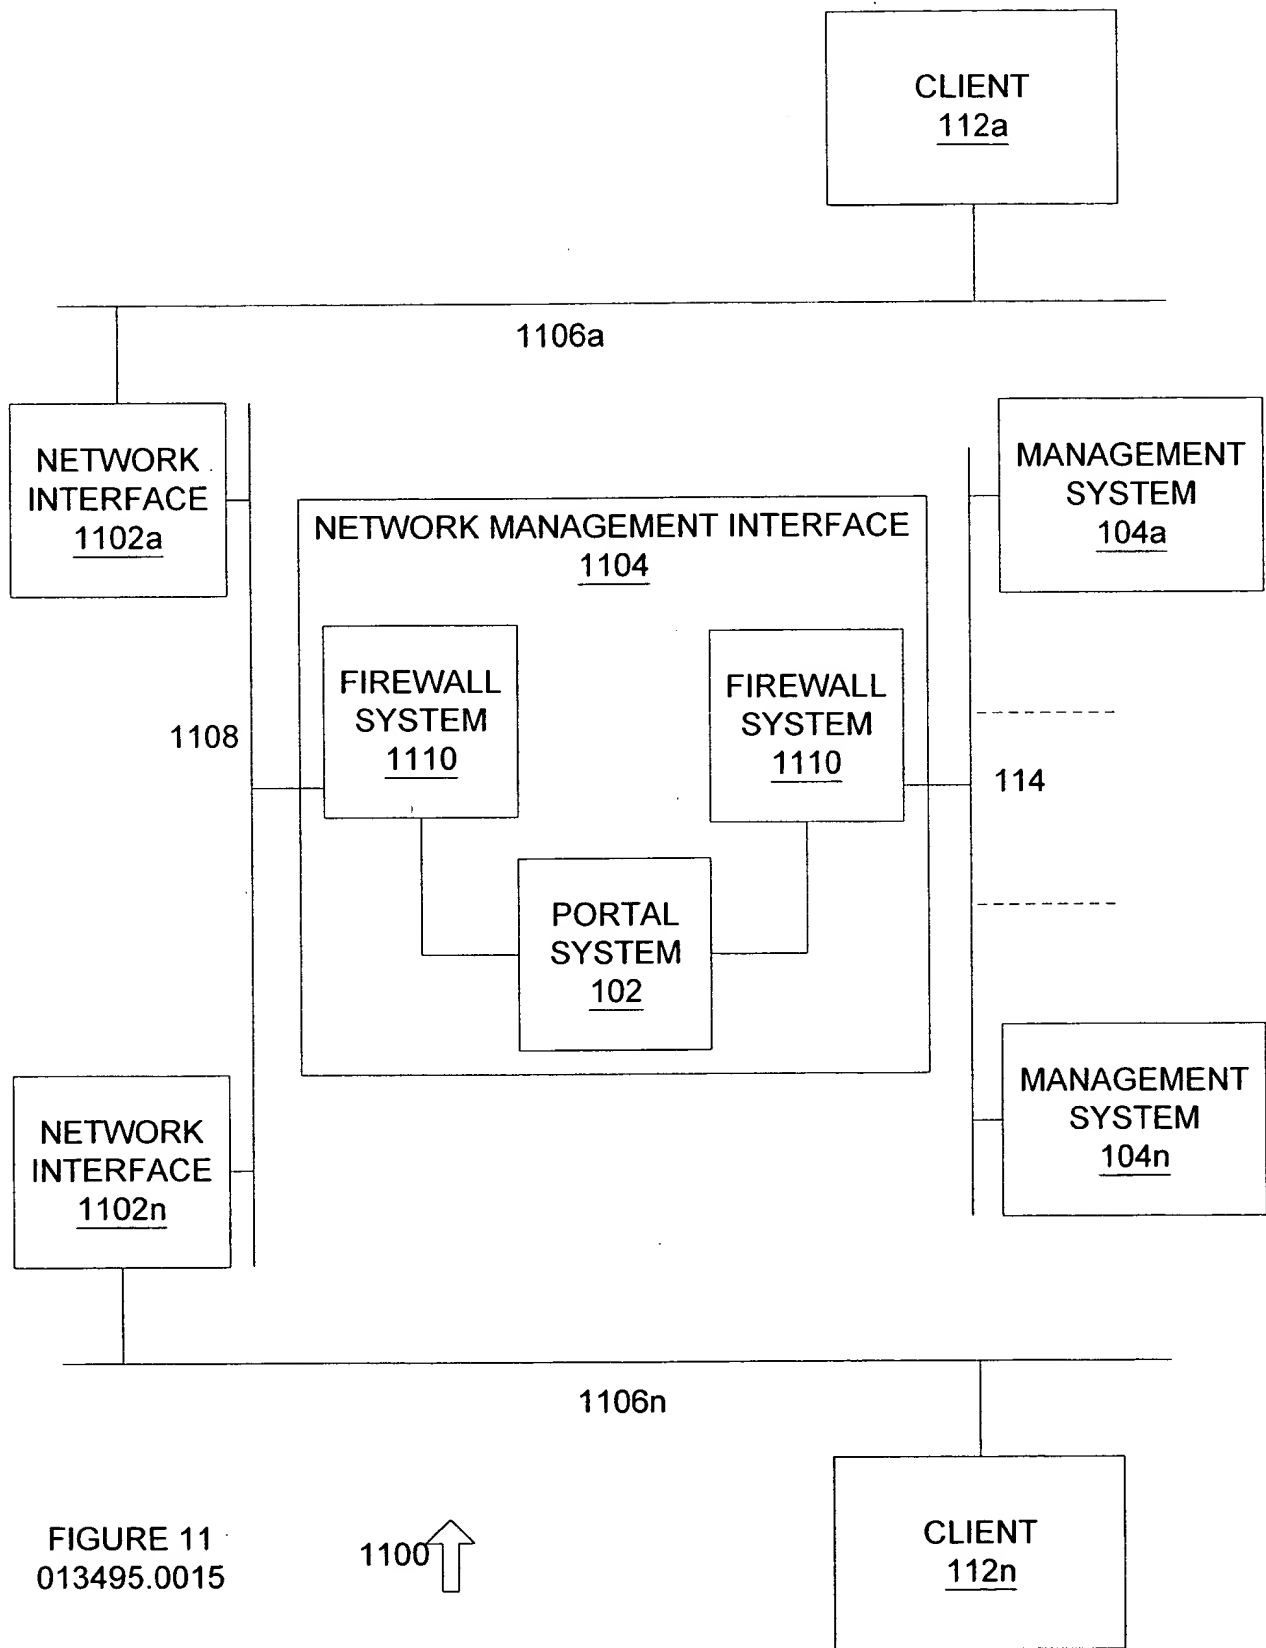 CLIENT
112a
1106a
NETWORK
INTERFACE
1102a
MANAGEMENT
SYSTEM
104a
NETWORK MANAGEMENT INTERFACE
1104
FIREWALL
SYSTEM
1110
FIREWALL
SYSTEM
1110
1108
114
PORTAL
SYSTEM
102
NETWORK
INTERFACE
1102n
MANAGEMENT
SYSTEM
104n
1106n
CLIENT
112n
FIGURE 11
013495.0015
1100